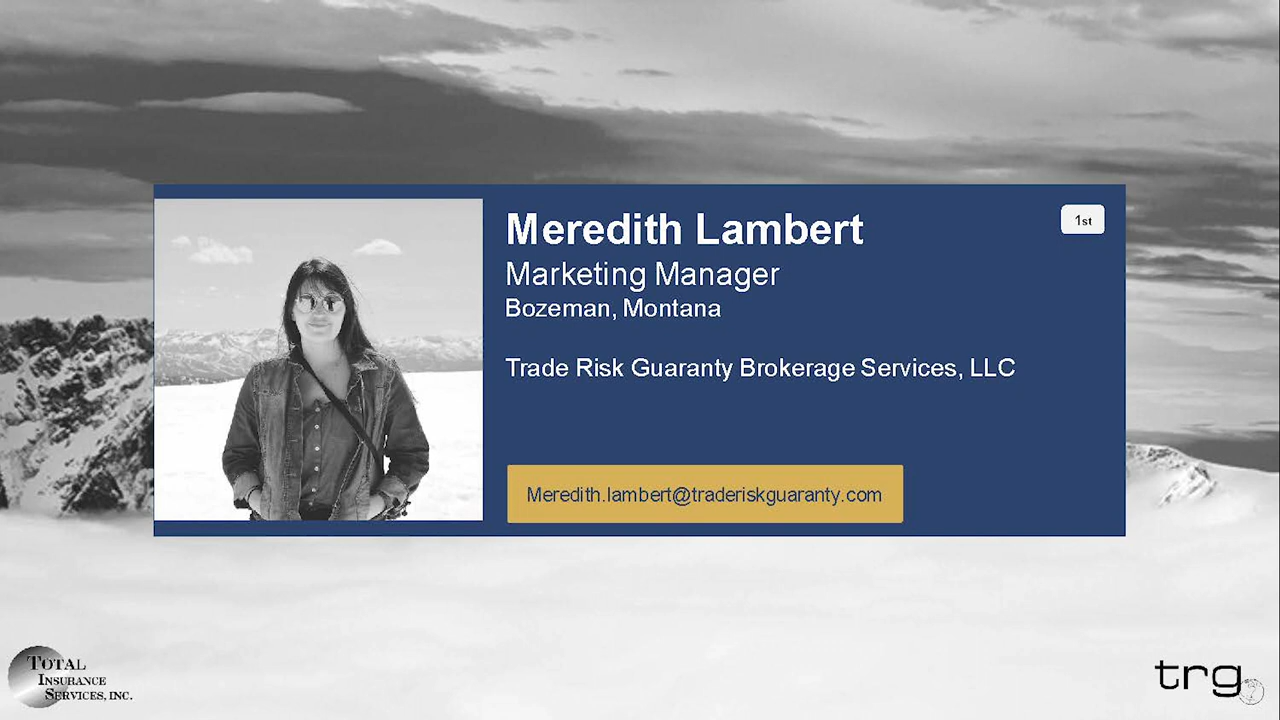 Meredith Lambert
1st
Marketing Manager
Bozeman, Montana
Trade Risk Guaranty Brokerage Services, LLC
Meredith.lambert@traderiskguaranty.com
TOTAL
INSURANCE
SERVICES, INC.
trg